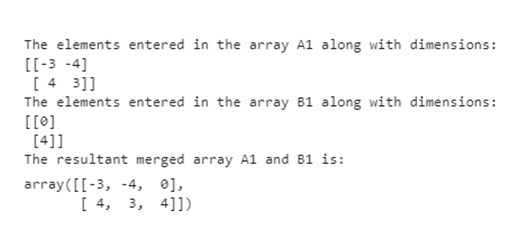 The elements entered in the array A1 along with dimensions:
[[-3 -4]
 [ 4  3]]
The elements entered in the array B1 along with dimensions:
[[0]
 [4]]
The resultant merged array A1 and B1 is:
array([[-3, -4,  0],
       [ 4,  3,  4]])